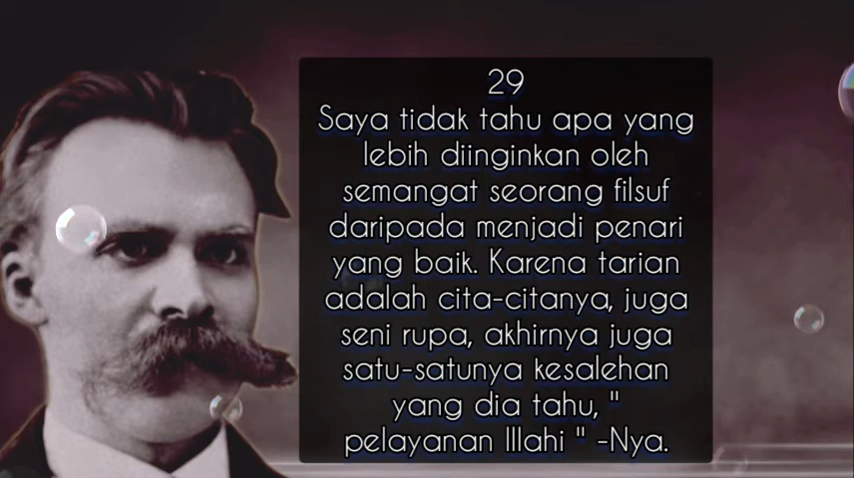 29
Saya tidak tahu apa yang
lebih diinginkan oleh
semangat seorang filsuf
daripada menjadi penari
yang baik. Karena tarian
adalah cita-citanya, juga
seni rupa, akhirnya juga
satu-satunya kesalehan
yang dia tahu, "
pelayanan Illahi " -Nya.